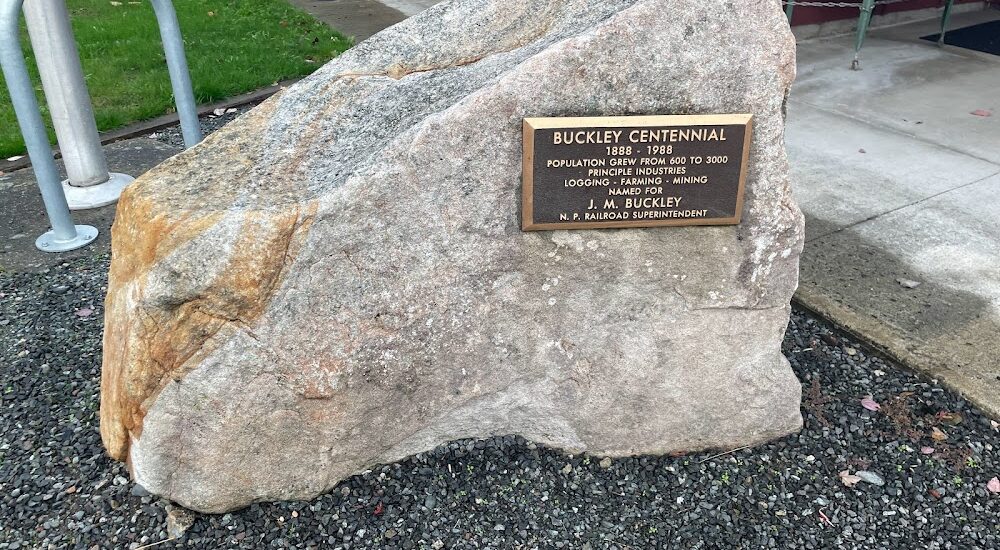 BUCKLEY CENTENNIAL
1888 - 1988
POPULATION GREW FROM 600 TO 3000
PRINCIPLE INDUSTRIES
LOGGING - FARMING - MINING
NAMED FOR
J. M. BUCKLEY
N. P. RAILROAD SUPERINTENDENT